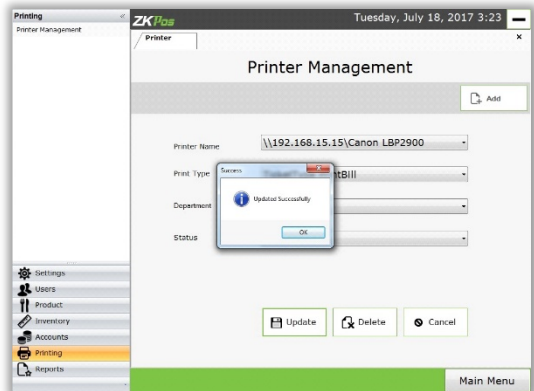 Printing
Printer Management
ZKPos
Tuesday, July 18, 2017 3:23
Printer
Printer Management
Add
Printer Name
\\192.168.15.15\Canon LBP2900
Print Type
ntBill
Department
Status
Success
Updated Successfully
OK
Settings
Users
Product
Inventory
Accounts
Printing
Reports
Update
Delete
Cancel
Main Menu